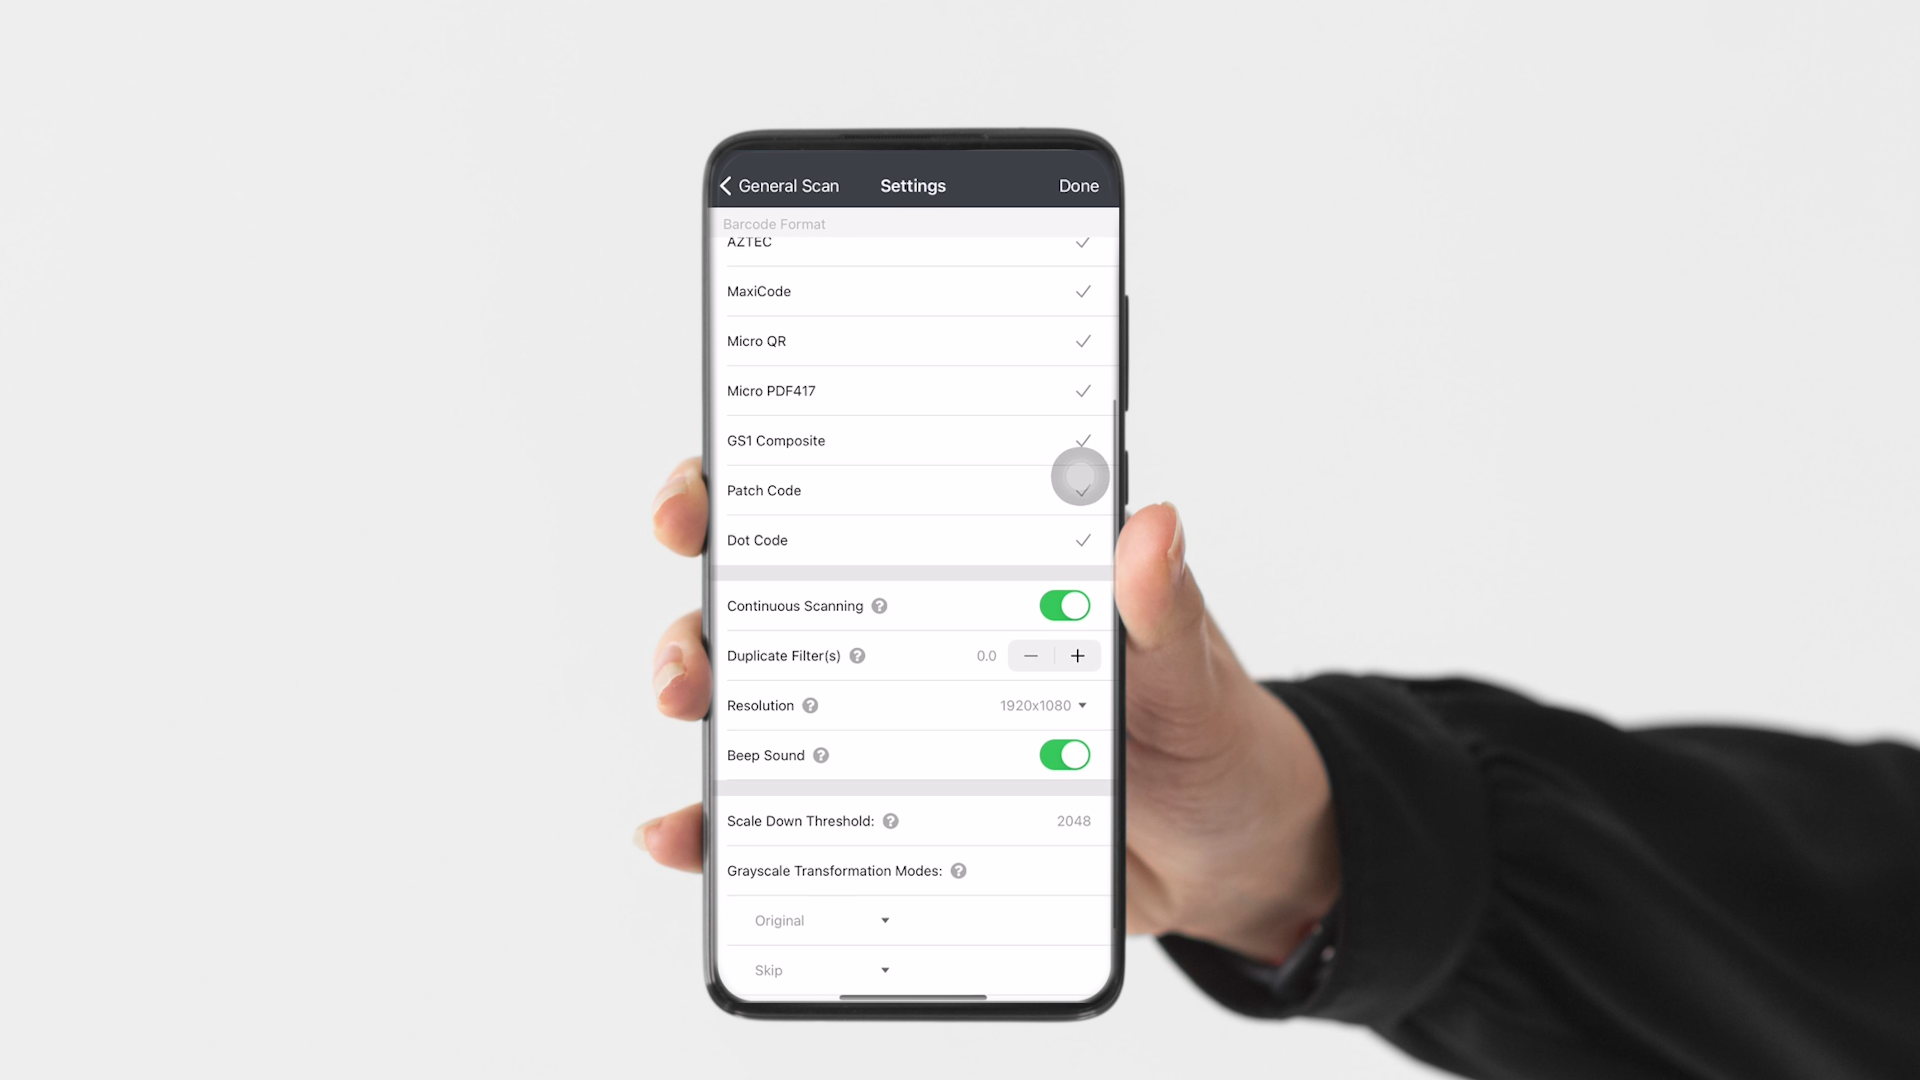 General Scan Settings Done
Barcode Format
AZTEC
MaxiCode
Micro QR
Micro PDF417
GS1 Composite
Patch Code
Dot Code
Continuous Scanning ?
Duplicate Filter(s) ? 0.0 − +
Resolution ? 1920x1080
Beep Sound ?
Scale Down Threshold: ? 2048
Grayscale Transformation Modes: ?
Original
Skip